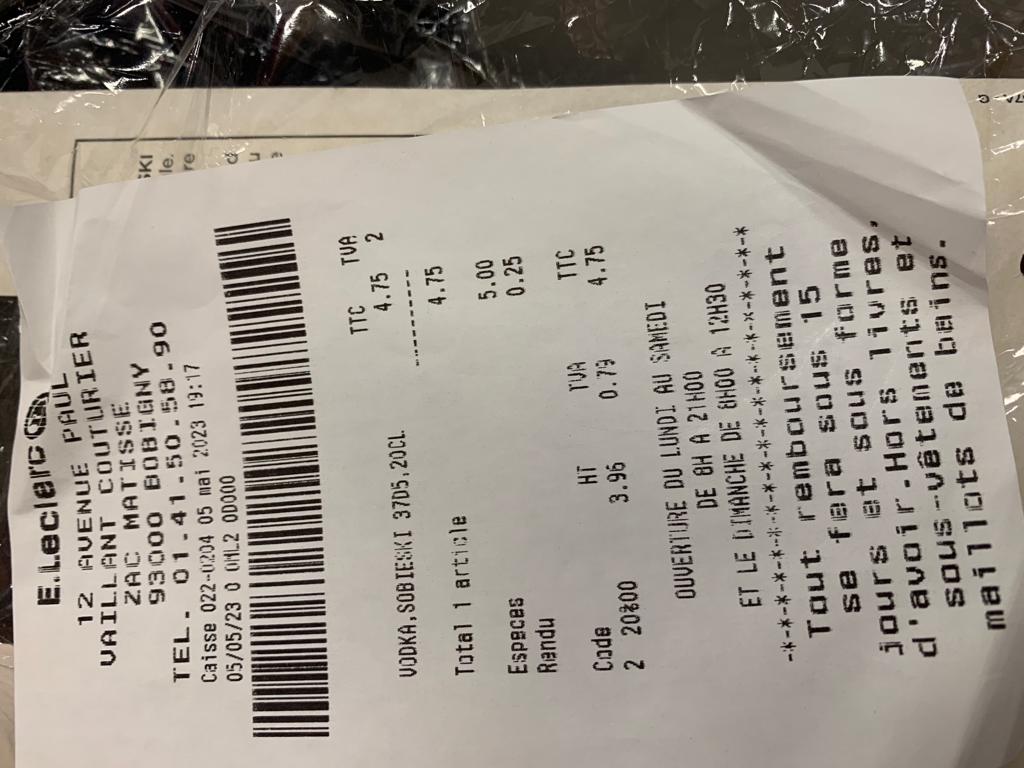 E.Leclerc
12 AVENUE PAUL
VAILLANT COUTURIER
ZAC MATISSE
93000 BOBIGNY
TEL. 01.41.50.58.90
Caisse 022-0204 05 mai 2023 19:17
05/05/23 0 OML2 0D000
TTC TVA
VODKA,SOBIESKI 37D5,20CL 4.75 2
----------
Total 1 article 4.75
Especes 5.00
Rendu 0.25
Code HT TVA TTC
2 20%00 3.96 0.79 4.75
OUVERTURE DU LUNDI AU SAMEDI
DE 8H A 21H00
ET LE DIMANCHE DE 8H00 A 12H30
-*-*-*-*-*-*-*-*-*-*-*-*-*-*-*-*-*-*-*
Tout remboursement
se fera sous 15
jours et sous forme
d'avoir.Hors livres,
sous-vêtements et
maillots de bains.
SKI
le.
re